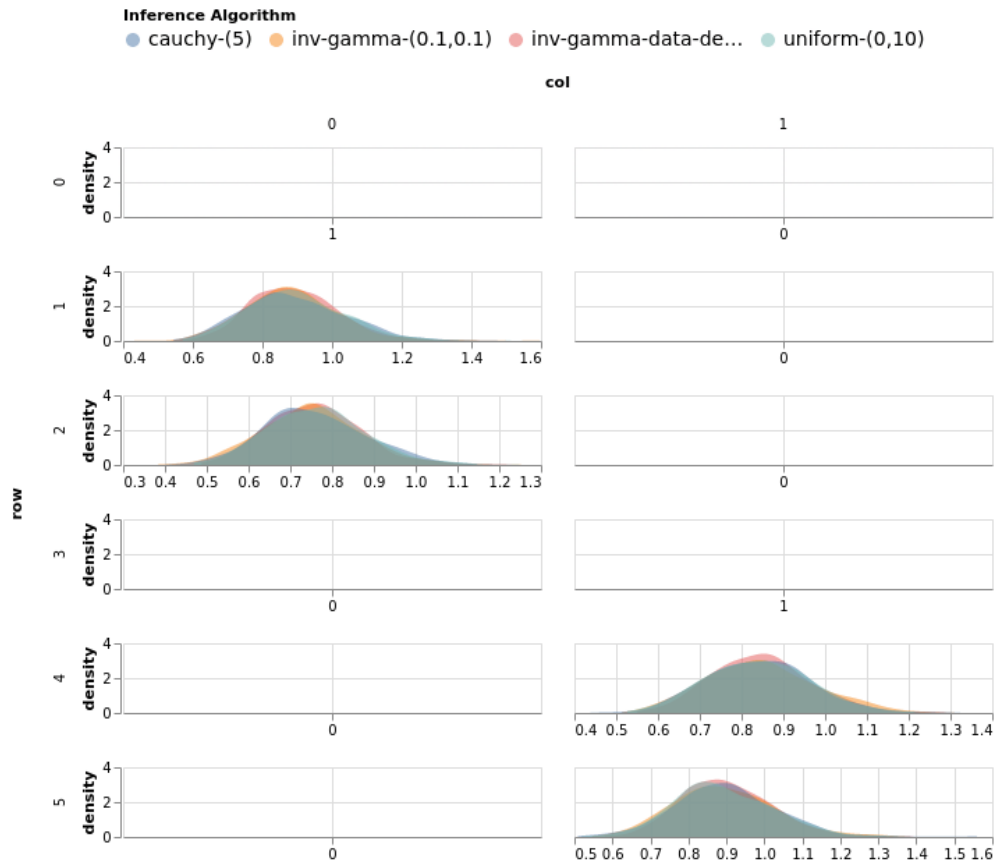 Inference Algorithm
cauchy-(5) inv-gamma-(0.1,0.1) inv-gamma-data-de... uniform-(0,10)
col
0 1
4
2
0
density
0
1 0
4
2
0
density
1
0.4 0.6 0.8 1.0 1.2 1.4 1.6 0
4
2
0
density
2
0.3 0.4 0.5 0.6 0.7 0.8 0.9 1.0 1.1 1.2 1.3 0
row
4
2
0
density
3
0 1
4
2
0
density
4
0 0.4 0.5 0.6 0.7 0.8 0.9 1.0 1.1 1.2 1.3 1.4
4
2
0
density
5
0 0.5 0.6 0.7 0.8 0.9 1.0 1.1 1.2 1.3 1.4 1.5 1.6